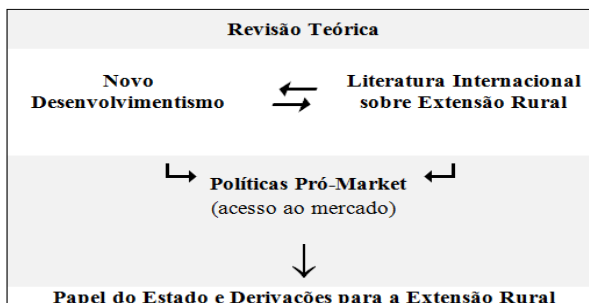 Revisão Teórica
Novo Desenvolvimentismo
Literatura Internacional sobre Extensão Rural
Políticas Pró-Market
(acesso ao mercado)
Papel do Estado e Derivações para a Extensão Rural